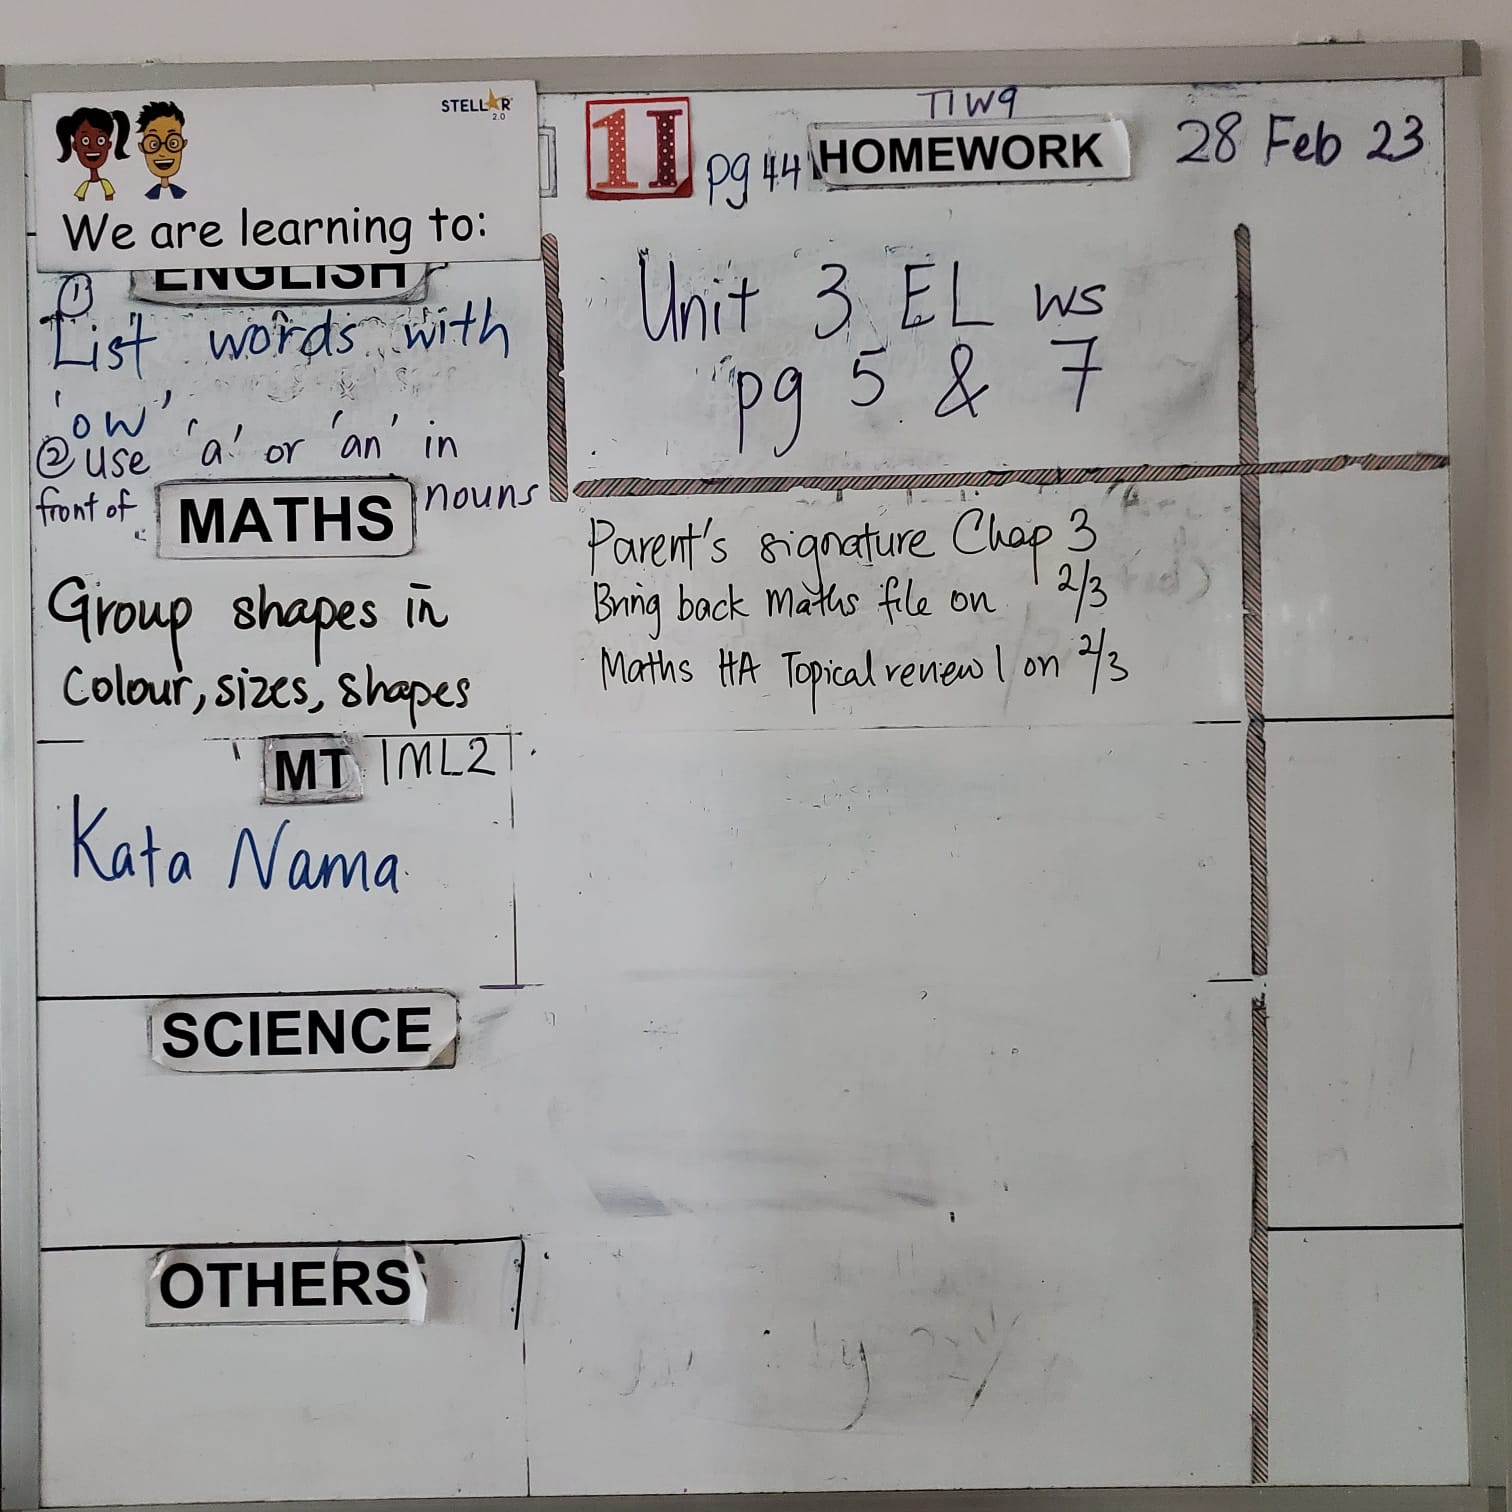 STELLAR
2.0
We are learning to:
ENGLISH
① List words with
'ow'
② use 'a' or 'an' in
front of nouns
MATHS
Group shapes in
Colour, sizes, shapes
MT 1ML2
Kata Nama
SCIENCE
OTHERS
T1W9
1I pg 44 HOMEWORK 28 Feb 23
Unit 3 EL ws
pg 5 & 7
Parent's signature Chap 3
Bring back Maths file on 2/3
Maths HA Topical review 1 on 2/3